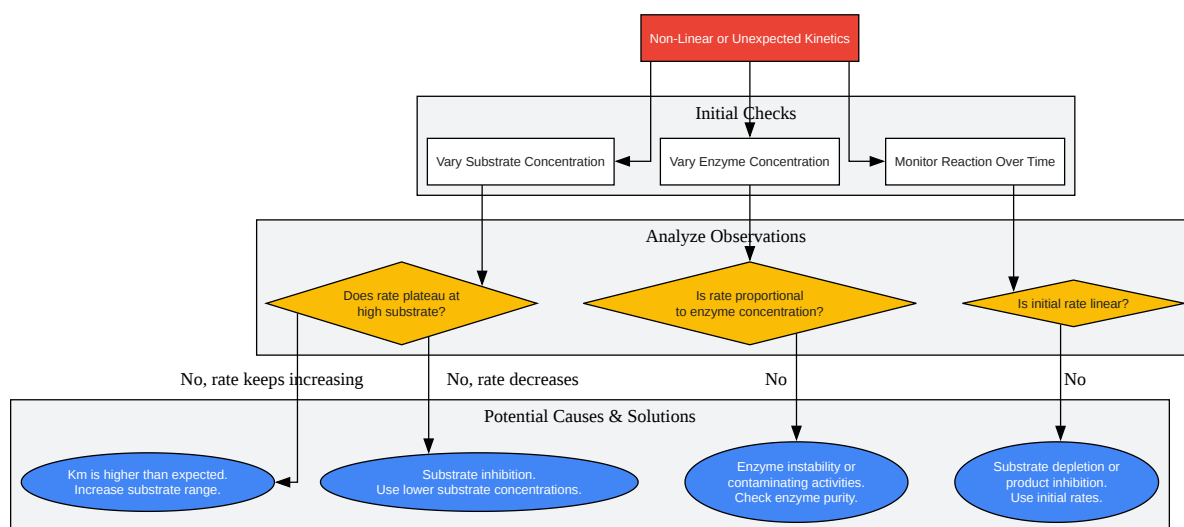 Non-Linear or Unexpected Kinetics
Initial Checks
Vary Substrate Concentration
Vary Enzyme Concentration
Monitor Reaction Over Time
Analyze Observations
Does rate plateau at
high substrate?
Is rate proportional
to enzyme concentration?
Is initial rate linear?
No, rate keeps increasing
No, rate decreases
No
No
Potential Causes & Solutions
Km is higher than expected.
Increase substrate range.
Substrate inhibition.
Use lower substrate concentrations.
Enzyme instability or
contaminating activities.
Check enzyme purity.
Substrate depletion or
product inhibition.
Use initial rates.